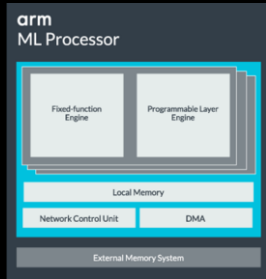 arm
ML Processor
Fixed-function
Engine
Programmable Layer
Engine
Local Memory
Network Control Unit
DMA
External Memory System